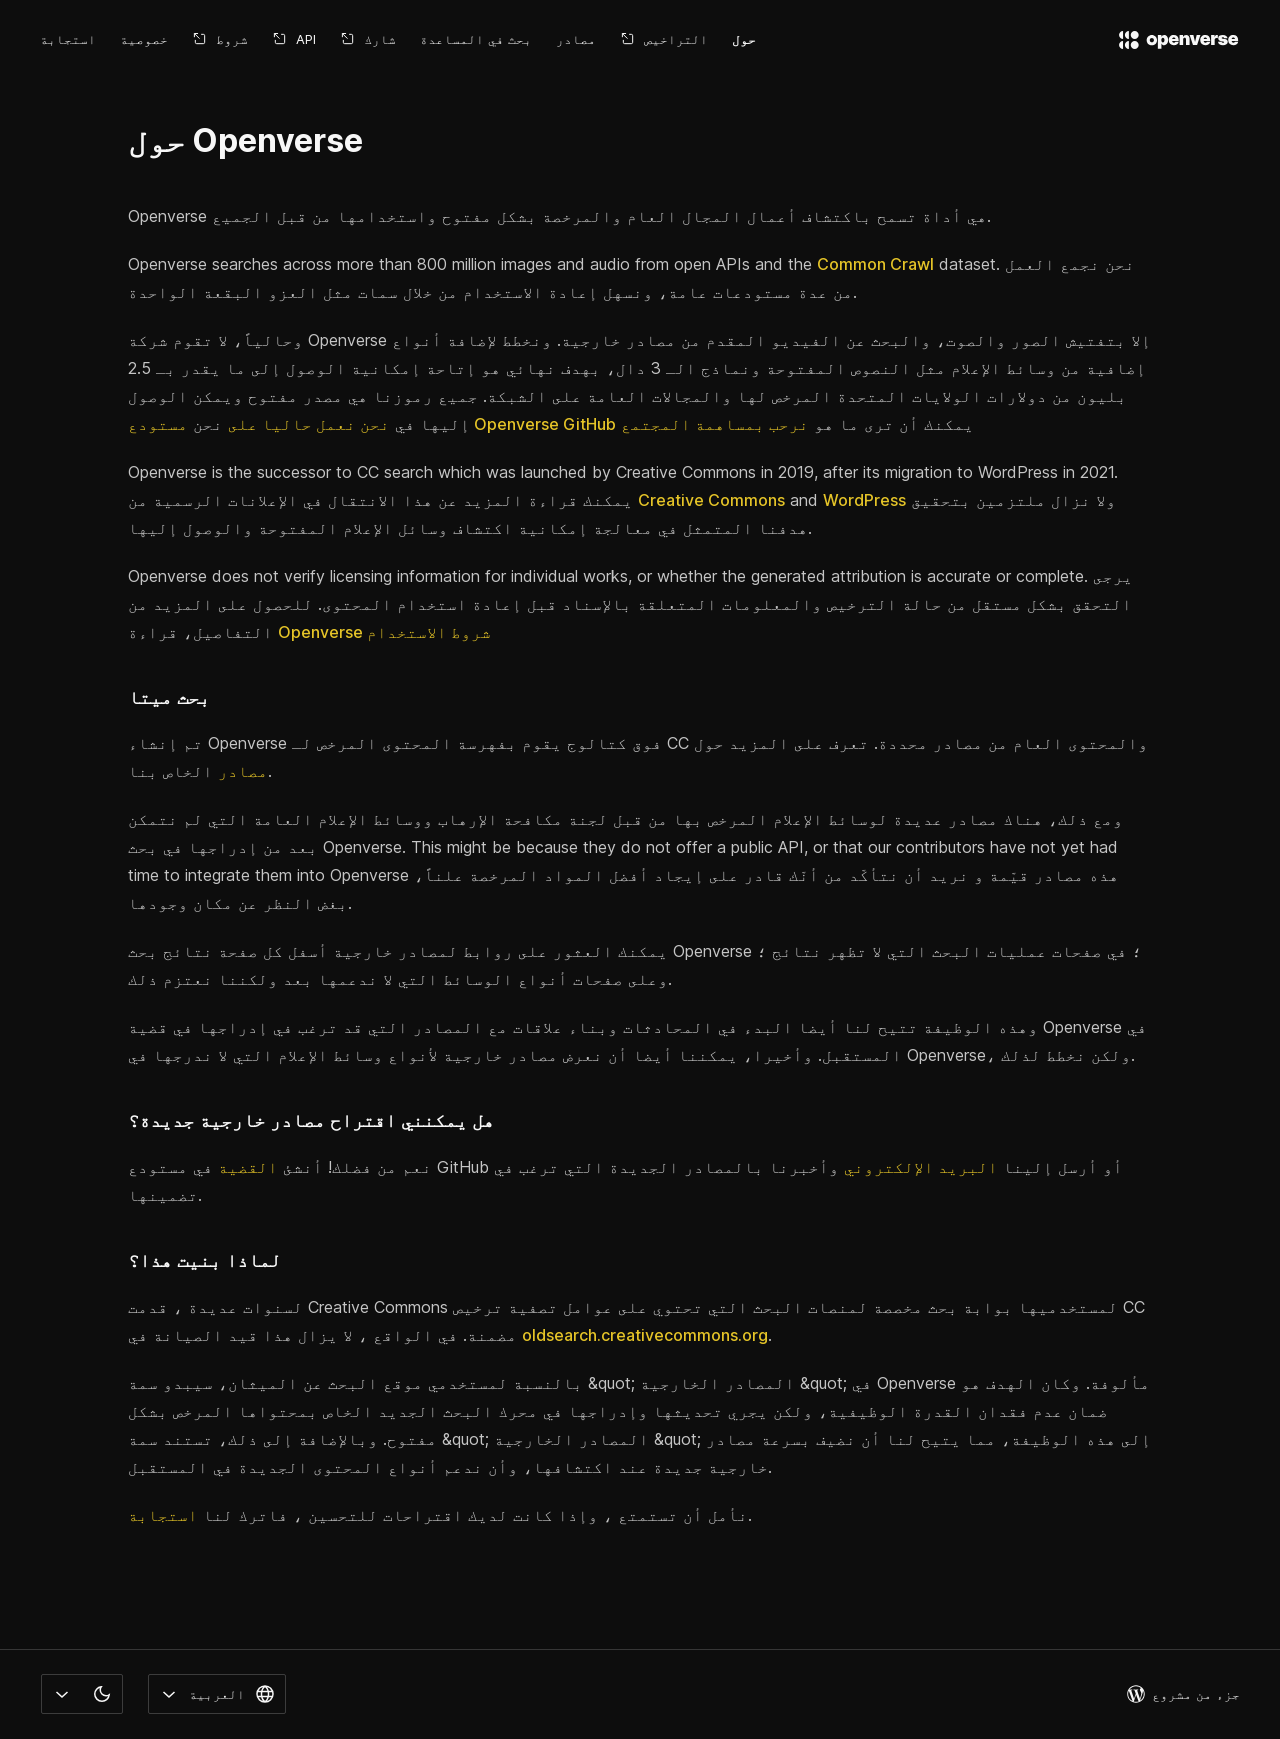 openverse
حول
التراخيص
مصادر
بحث في المساعدة
شارك
API
شروط
خصوصية
استجابة
حول Openverse
Openverse هي أداة تسمح باكتشاف أعمال المجال العام والمرخصة بشكل مفتوح واستخدامها من قبل الجميع.
Openverse searches across more than 800 million images and audio from open APIs and the Common Crawl dataset. نحن نجمع العمل
من عدة مستودعات عامة، ونسهل إعادة الاستخدام من خلال سمات مثل العزو البقعة الواحدة.
وحالياً، لا تقوم شركة Openverse إلا بتفتيش الصور والصوت، والبحث عن الفيديو المقدم من مصادر خارجية. ونخطط لإضافة أنواع
إضافية من وسائط الإعلام مثل النصوص المفتوحة ونماذج الـ 3 دال، بهدف نهائي هو إتاحة إمكانية الوصول إلى ما يقدر بـ 2.5
بليون من دولارات الولايات المتحدة المرخص لها والمجالات العامة على الشبكة. جميع رموزنا هي مصدر مفتوح ويمكن الوصول
إليها في نحن نعمل حاليا على نحن مستودع Openverse GitHub يمكنك أن ترى ما هو نرحب بمساهمة المجتمع
Openverse is the successor to CC search which was launched by Creative Commons in 2019, after its migration to WordPress in 2021.
يمكنك قراءة المزيد عن هذا الانتقال في الإعلانات الرسمية من Creative Commons and WordPress ولا نزال ملتزمين بتحقيق
هدفنا المتمثل في معالجة إمكانية اكتشاف وسائل الإعلام المفتوحة والوصول إليها.
Openverse does not verify licensing information for individual works, or whether the generated attribution is accurate or complete. يرجى
التحقق بشكل مستقل من حالة الترخيص والمعلومات المتعلقة بالإسناد قبل إعادة استخدام المحتوى. للحصول على المزيد من
التفاصيل، قراءة Openverse شروط الاستخدام
بحث ميتا
تم إنشاء Openverse فوق كتالوج يقوم بفهرسة المحتوى المرخص لـ CC والمحتوى العام من مصادر محددة. تعرف على المزيد حول
مصادر الخاص بنا.
ومع ذلك، هناك مصادر عديدة لوسائط الإعلام المرخص بها من قبل لجنة مكافحة الإرهاب ووسائط الإعلام العامة التي لم نتمكن
بعد من إدراجها في بحث Openverse. This might be because they do not offer a public API, or that our contributors have not yet had
time to integrate them into Openverse هذه مصادر قيّمة و نريد أن نتأكّد من أنّك قادر على إيجاد أفضل المواد المرخصة علناً،
بغض النظر عن مكان وجودها.
يمكنك العثور على روابط لمصادر خارجية أسفل كل صفحة نتائج بحث Openverse ؛ في صفحات عمليات البحث التي لا تظهر نتائج ؛
وعلى صفحات أنواع الوسائط التي لا ندعمها بعد ولكننا نعتزم ذلك.
وهذه الوظيفة تتيح لنا أيضا البدء في المحادثات وبناء علاقات مع المصادر التي قد ترغب في إدراجها في قضية Openverse في
المستقبل. وأخيرا، يمكننا أيضا أن نعرض مصادر خارجية لأنواع وسائط الإعلام التي لا ندرجها في Openverse، ولكن نخطط لذلك.
هل يمكنني اقتراح مصادر خارجية جديدة؟
نعم من فضلك! أنشئ القضية في مستودع GitHub أو أرسل إلينا البريد الإلكتروني وأخبرنا بالمصادر الجديدة التي ترغب في
تضمينها.
لماذا بنيت هذا؟
لسنوات عديدة ، قدمت Creative Commons لمستخدميها بوابة بحث مخصصة لمنصات البحث التي تحتوي على عوامل تصفية ترخيص CC
مضمنة. في الواقع ، لا يزال هذا قيد الصيانة في oldsearch.creativecommons.org.
بالنسبة لمستخدمي موقع البحث عن الميثان، سيبدو سمة &quot; المصادر الخارجية &quot; في Openverse مألوفة. وكان الهدف هو
ضمان عدم فقدان القدرة الوظيفية، ولكن يجري تحديثها وإدراجها في محرك البحث الجديد الخاص بمحتواها المرخص بشكل
مفتوح. وبالإضافة إلى ذلك، تستند سمة &quot; المصادر الخارجية &quot; إلى هذه الوظيفة، مما يتيح لنا أن نضيف بسرعة مصادر
خارجية جديدة عند اكتشافها، وأن ندعم أنواع المحتوى الجديدة في المستقبل.
نأمل أن تستمتع ، وإذا كانت لديك اقتراحات للتحسين ، فاترك لنا استجابة.
جزء من مشروع
العربية